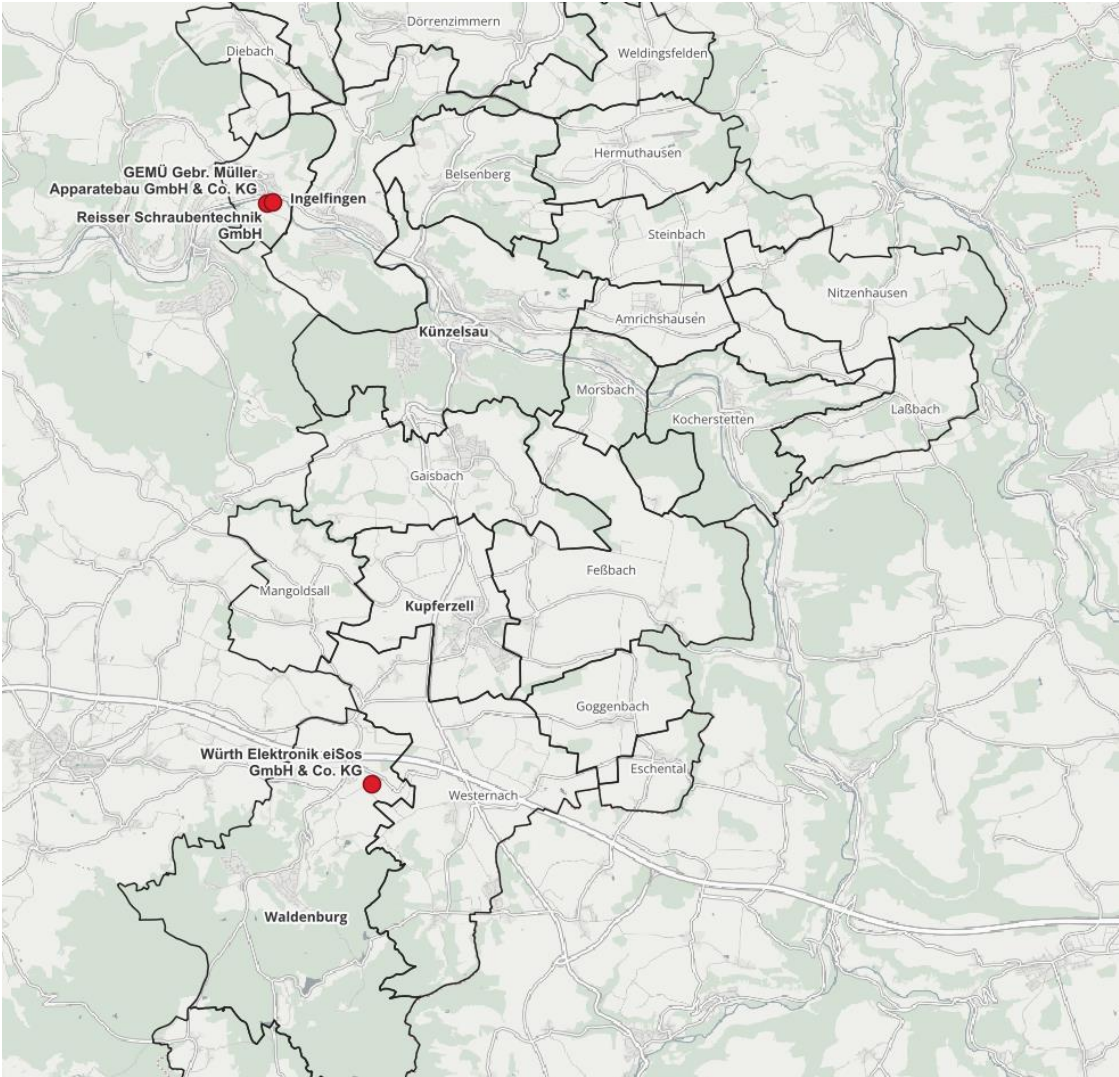 Dörrenzimmern
Diebach
Weldingsfelden
Hermuthausen
GEMÜ Gebr. Müller
Apparatebau GmbH & Co. KG
Belsenberg
Ingelfingen
Reisser Schraubentechnik
GmbH
Steinbach
Nitzenhausen
Amrichshausen
Künzelsau
Morsbach
Kocherstetten
Laßbach
Gaisbach
Feßbach
Mangoldsall
Kupferzell
Goggenbach
Würth Elektronik eiSos
GmbH & Co. KG
Eschental
Westernach
Waldenburg